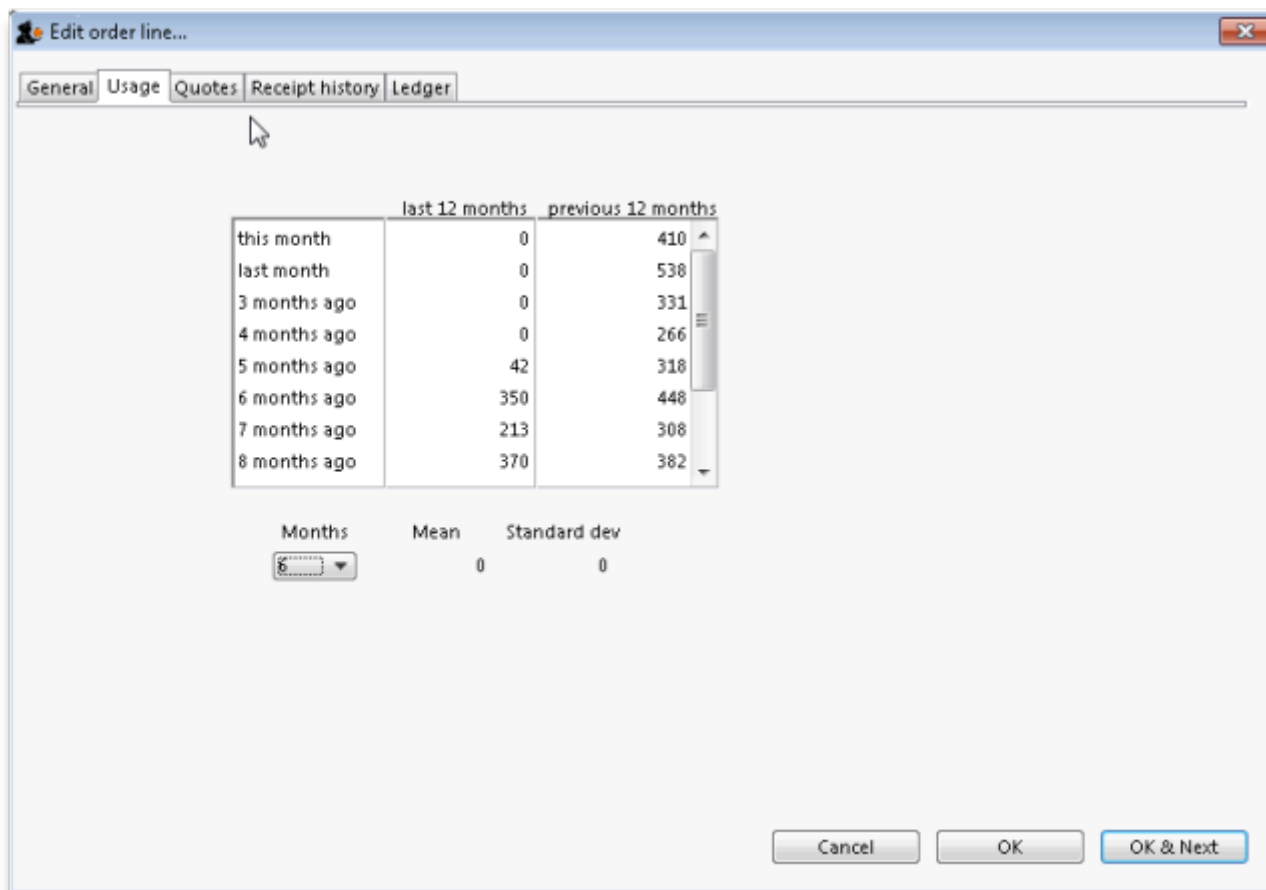 Edit order line...
General Usage Quotes Receipt history Ledger
last 12 months previous 12 months
this month 0 410
last month 0 538
3 months ago 0 331
4 months ago 0 266
5 months ago 42 318
6 months ago 350 448
7 months ago 213 308
8 months ago 370 382
Months Mean Standard dev
6 0 0
Cancel OK OK & Next